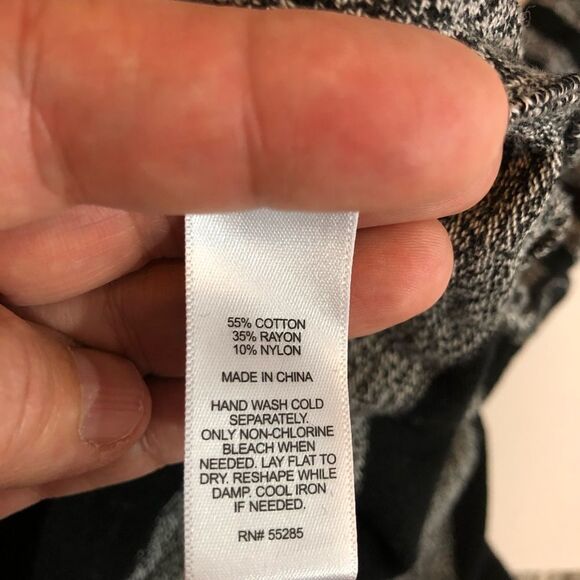 55% COTTON
35% RAYON
10% NYLON
MADE IN CHINA
HAND WASH COLD
SEPARATELY.
ONLY NON-CHLORINE
BLEACH WHEN
NEEDED. LAY FLAT TO
DRY. RESHAPE WHILE
DAMP. COOL IRON
IF NEEDED.
RN# 55285